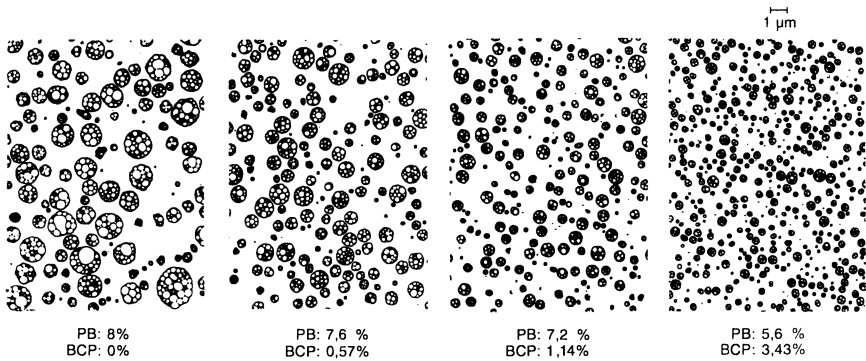 1 µm
PB: 8%
BCP: 0%
PB: 7,6 %
BCP: 0,57%
PB: 7,2 %
BCP: 1,14%
PB: 5,6 %
BCP: 3,43%